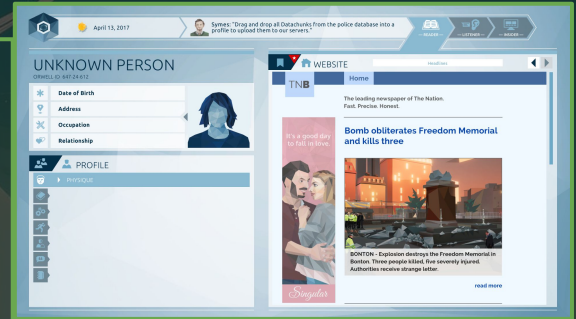 April 13, 2017
Symes: "Drag and drop all Datachunks from the police database into a
profile to upload them to our servers."
READER
LISTENER
INSIDER
UNKNOWN PERSON
ORWELL ID: 647-24-612
Date of Birth
Address
Occupation
Relationship
PROFILE
PHYSIQUE
WEBSITE
Headlines
TNB
Home
The leading newspaper of The Nation.
Fast. Precise. Honest.
It's a good day
to fall in love.
Singular
Bomb obliterates Freedom Memorial
and kills three
BONTON - Explosion destroys the Freedom Memorial in
Bonton. Three people killed, five severely injured.
Authorities receive strange letter.
read more